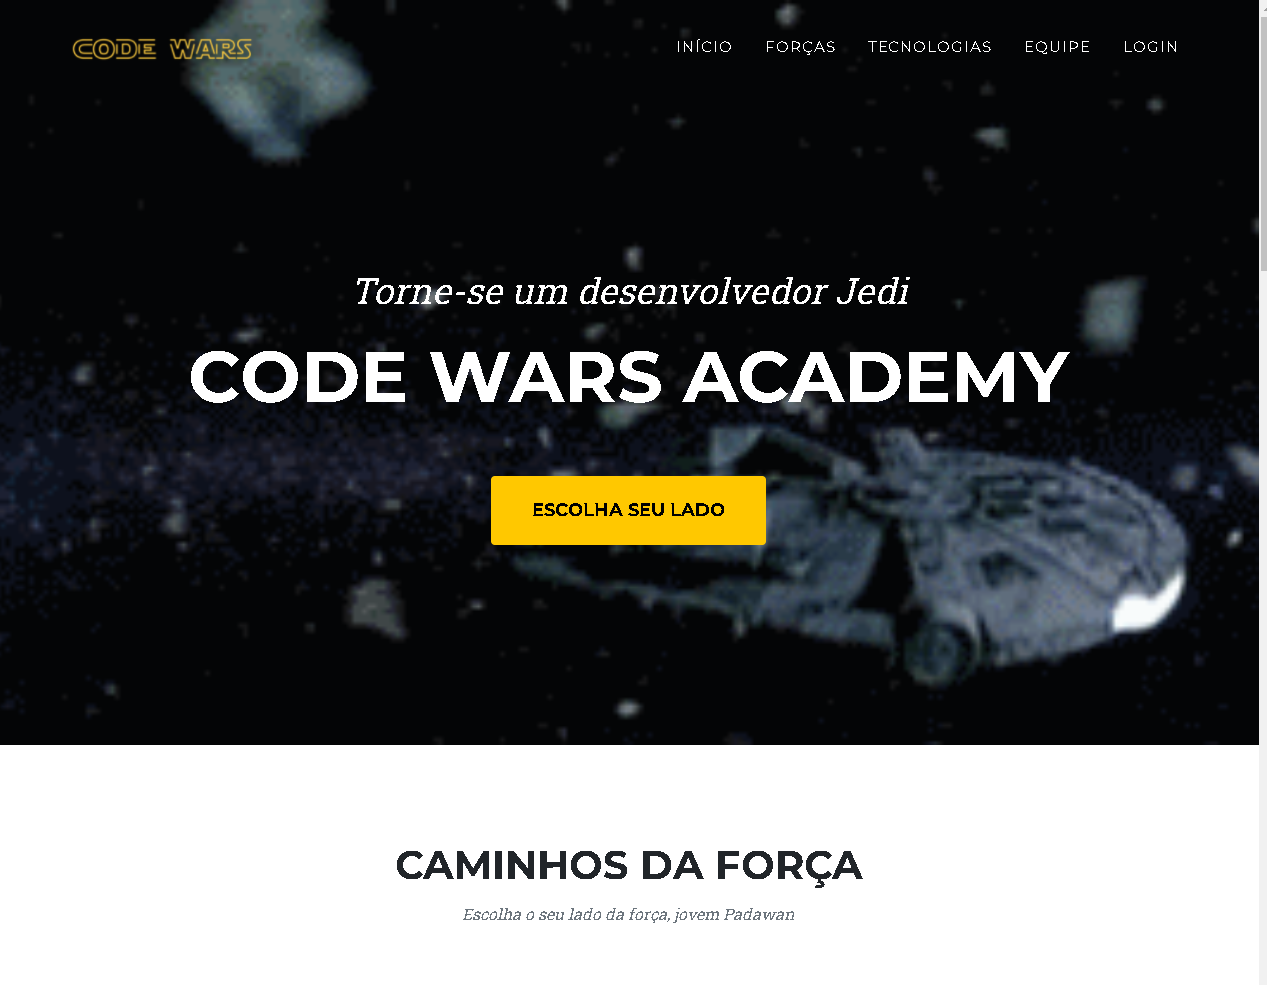 CODE WARS
INÍCIO FORÇAS TECNOLOGIAS EQUIPE LOGIN
Torne-se um desenvolvedor Jedi
CODE WARS ACADEMY
ESCOLHA SEU LADO
CAMINHOS DA FORÇA
Escolha o seu lado da força, jovem Padawan